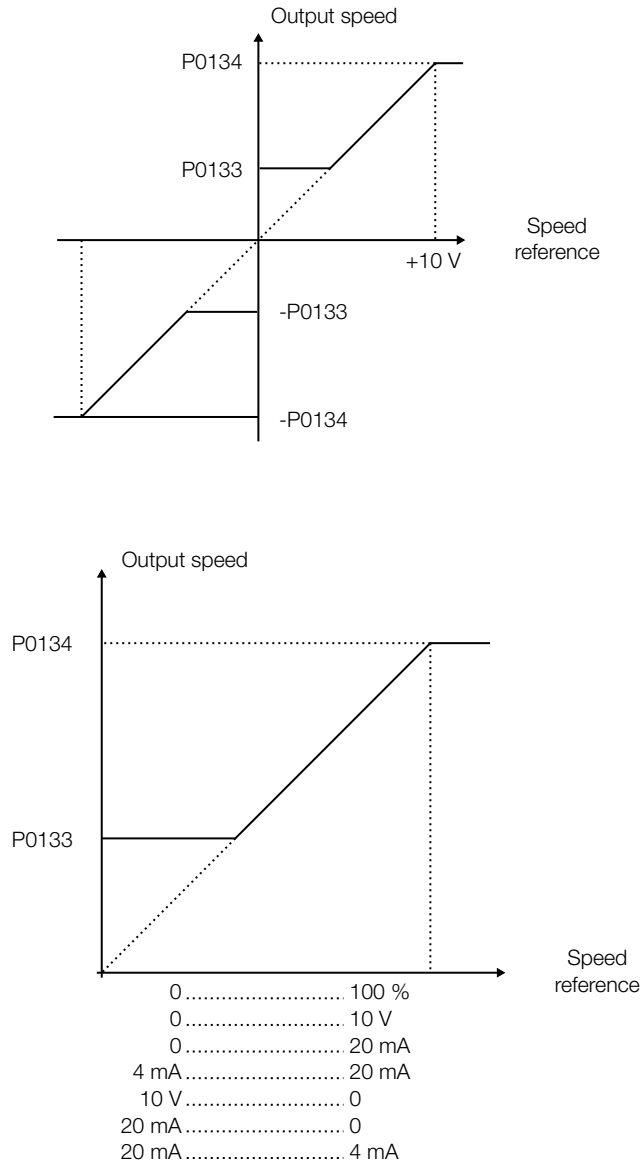 Output speed
P0134
P0133
Speed
reference
+10 V
-P0133
-P0134
Output speed
P0134
P0133
Speed
reference
0 .............................. 100 %
0 .............................. 10 V
0 .............................. 20 mA
4 mA .............................. 20 mA
10 V .............................. 0
20 mA .............................. 0
20 mA .............................. 4 mA